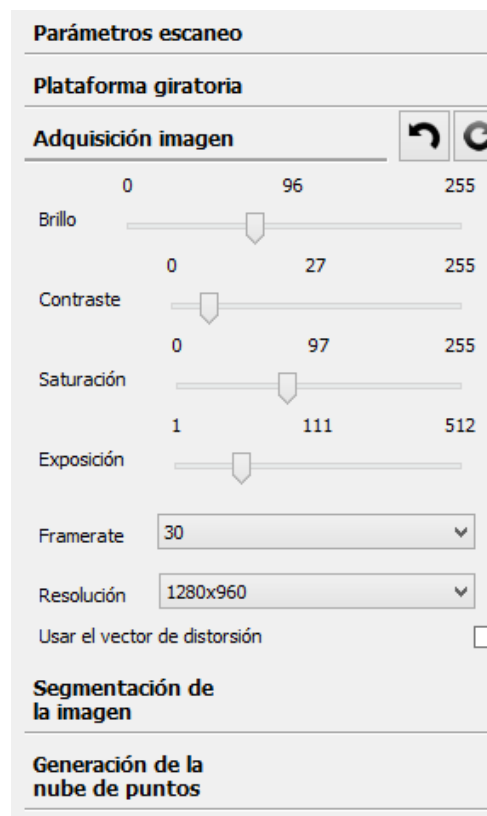 Parámetros escaneo
Plataforma giratoria
Adquisición imagen
0 96 255
Brillo
0 27 255
Contraste
0 97 255
Saturación
1 111 512
Exposición
Framerate 30
Resolución 1280x960
Usar el vector de distorsión
Segmentación de
la imagen
Generación de la
nube de puntos